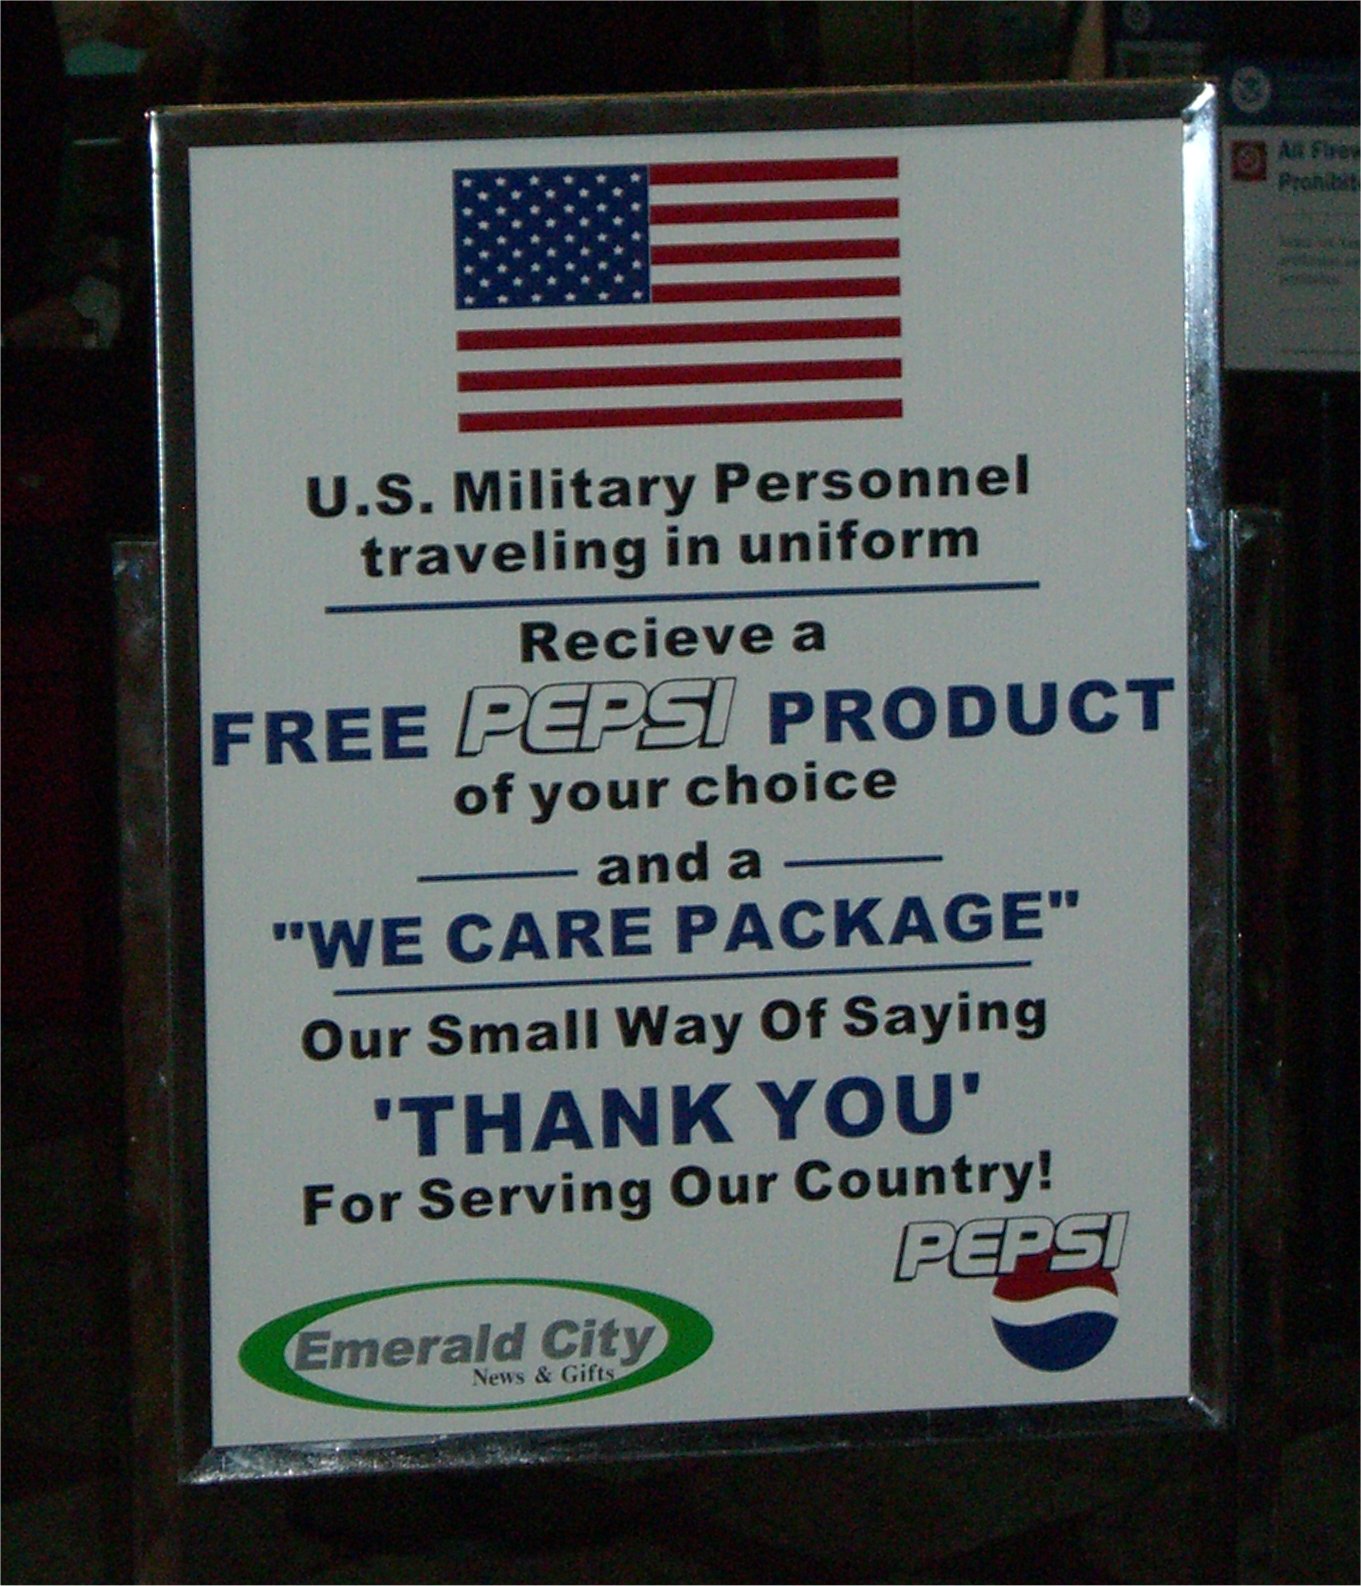 U.S. Military Personnel
traveling in uniform
Recieve a
FREE PEPSI PRODUCT
of your choice
and a
"WE CARE PACKAGE"
Our Small Way Of Saying
'THANK YOU'
For Serving Our Country!
PEPSI
Emerald City
News & Gifts
All